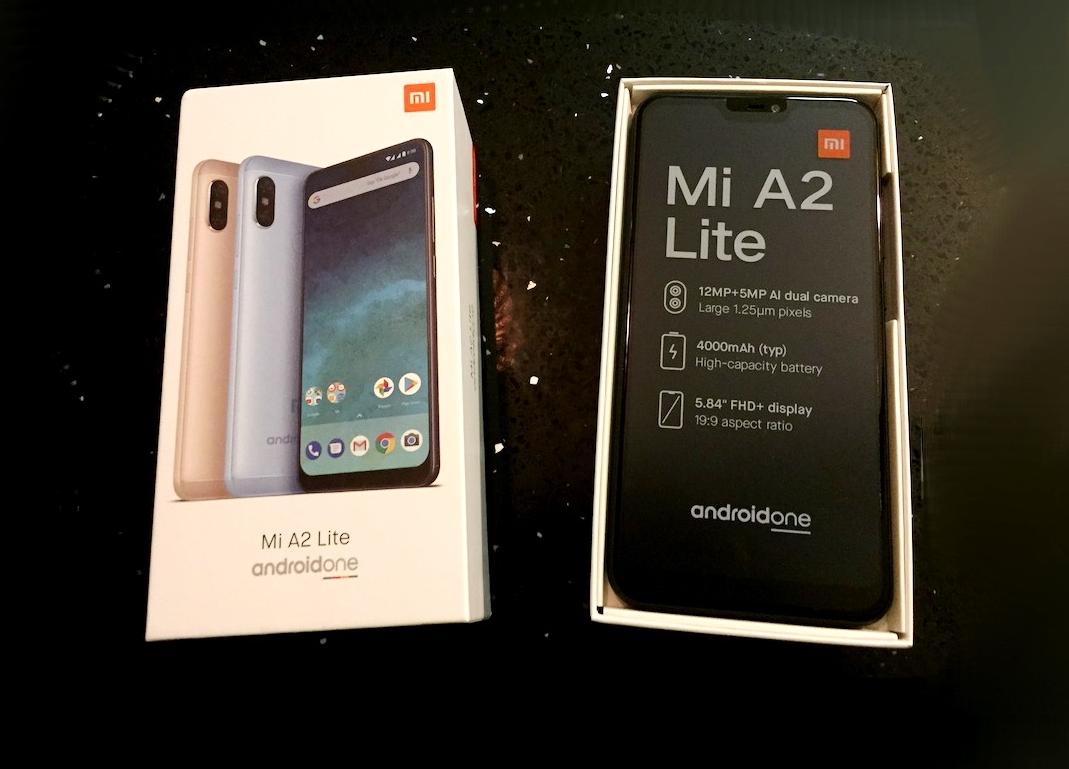 mi
android
Mi A2 Lite
androidone
mi
Mi A2
Lite
12MP+5MP AI dual camera
Large 1.25μm pixels
4000mAh (typ)
High-capacity battery
5.84" FHD+ display
19:9 aspect ratio
androidone